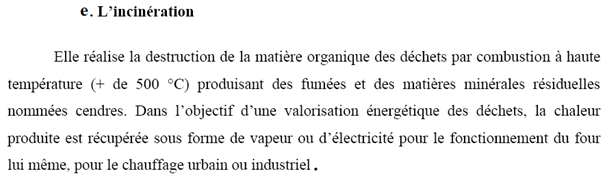 e. L’incinération
Elle réalise la destruction de la matière organique des déchets par combustion à haute
température (+ de 500 °C) produisant des fumées et des matières minérales résiduelles
nommées cendres. Dans l’objectif d’une valorisation énergétique des déchets, la chaleur
produite est récupérée sous forme de vapeur ou d’électricité pour le fonctionnement du four
lui même, pour le chauffage urbain ou industriel.